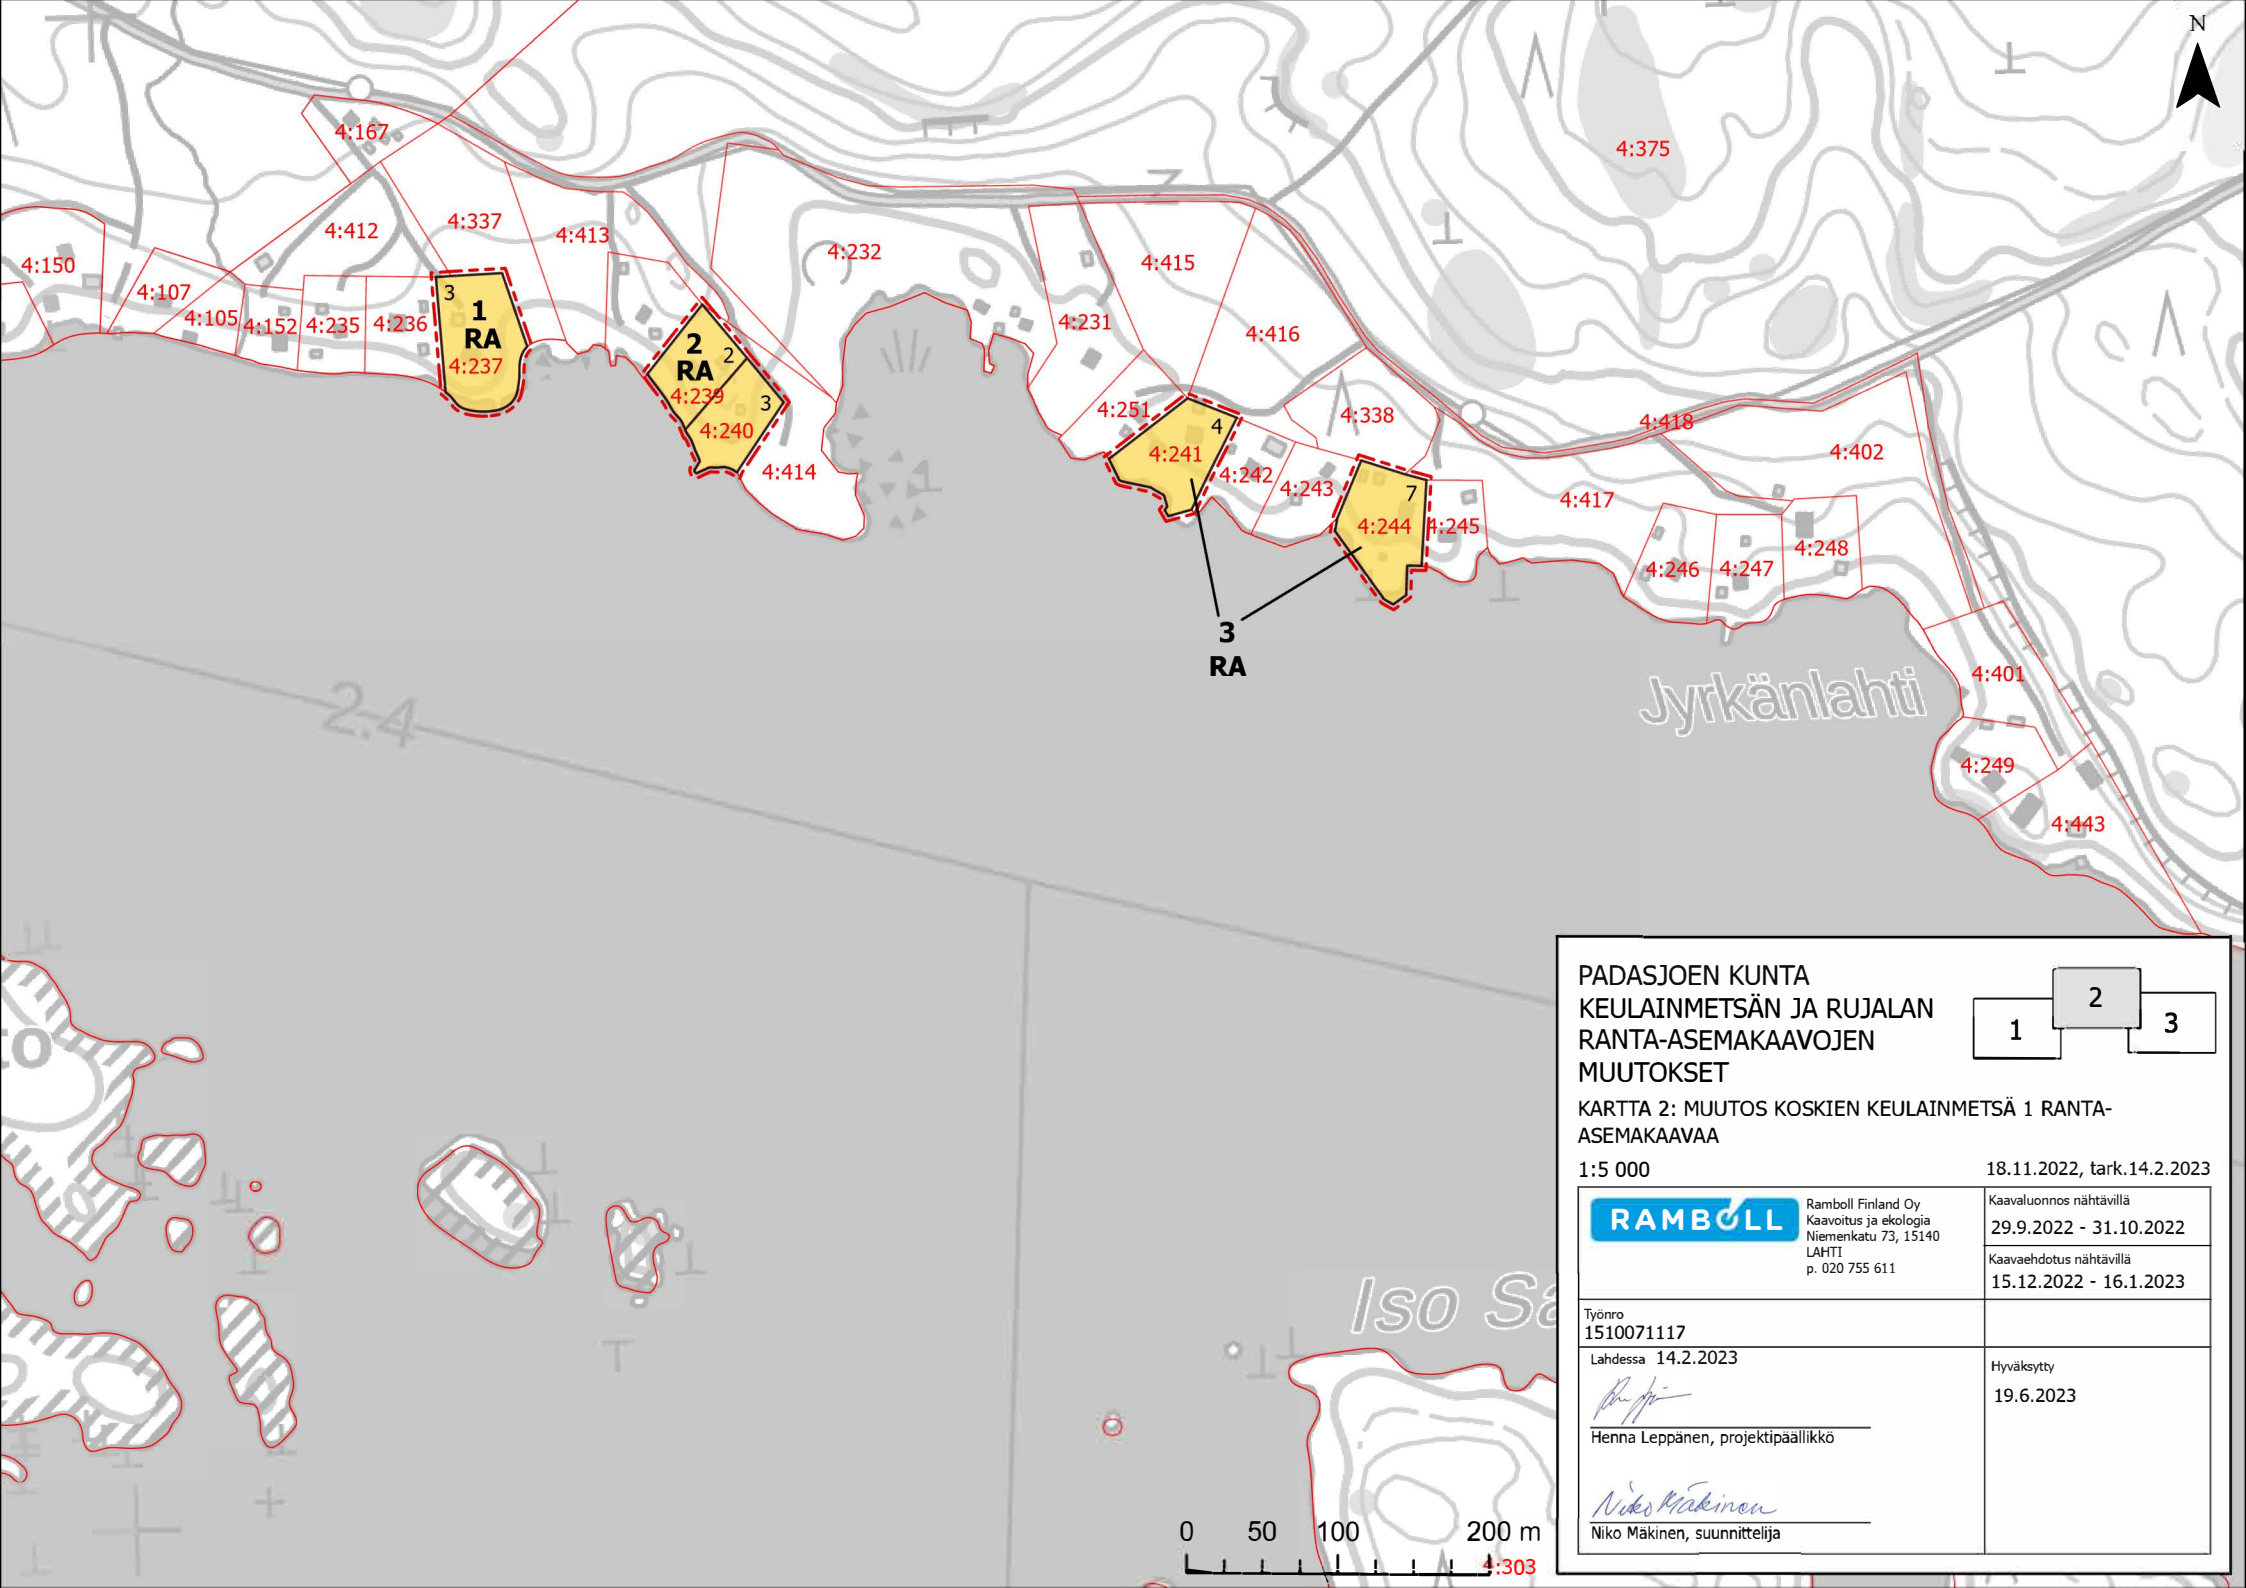 N
4:167
4:375
4:150
4:412
4:337
4:413
4:232
4:415
4:107
4:105
4:152
4:235
4:236
3
1
RA
4:237
2
RA
2
4:239
3
4:240
4:414
4:231
4:416
4:251
4
4:241
4:242
4:243
4:338
7
4:244
4:245
4:418
4:402
4:417
4:246
4:247
4:248
3
RA
4:401
4:249
4:443
Jyrkänlahti
2.4
to
Iso Sa
0 50 100 200 m
4:303
PADASJOEN KUNTA
KEULAINMETSÄN JA RUJALAN
RANTA-ASEMAKAAVOJEN
MUUTOKSET
1
2
3
KARTTA 2: MUUTOS KOSKIEN KEULAINMETSÄ 1 RANTA-
ASEMAKAAVAA
1:5 000 18.11.2022, tark.14.2.2023
RAMBOLL
Ramboll Finland Oy
Kaavoitus ja ekologia
Niemenkatu 73, 15140
LAHTI
p. 020 755 611
Kaavaluonnos nähtävillä
29.9.2022 - 31.10.2022
Kaavaehdotus nähtävillä
15.12.2022 - 16.1.2023
Työnro
1510071117
Lahdessa 14.2.2023
Henna Leppänen, projektipäällikkö
Niko Mäkinen
Niko Mäkinen, suunnittelija
Hyväksytty
19.6.2023